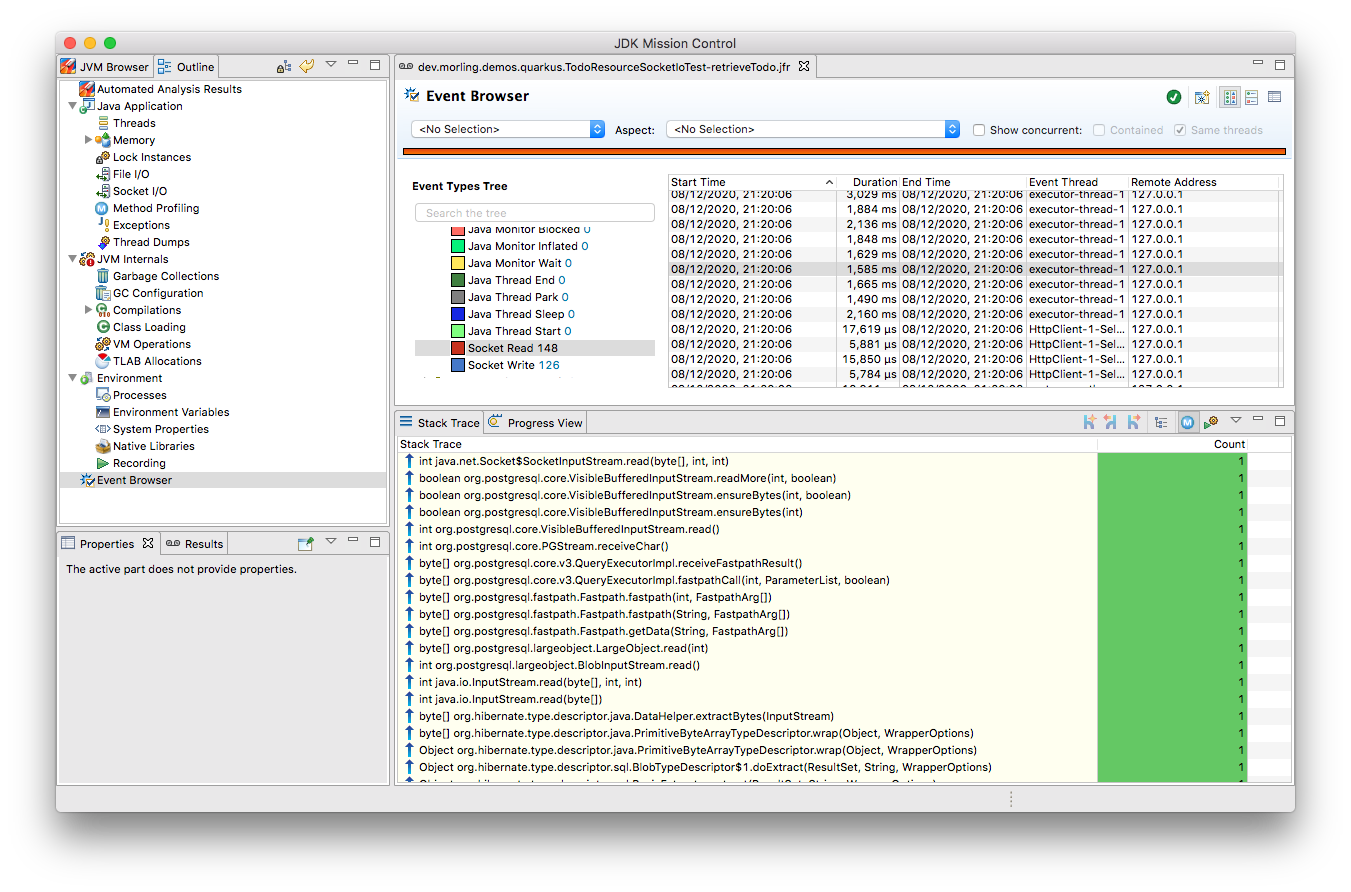 JDK Mission Control
JVM Browser
Outline
Automated Analysis Results
Java Application
Threads
Memory
Lock Instances
File I/O
Socket I/O
Method Profiling
Exceptions
Thread Dumps
JVM Internals
Garbage Collections
GC Configuration
Compilations
Class Loading
VM Operations
TLAB Allocations
Environment
Processes
Environment Variables
System Properties
Native Libraries
Recording
Event Browser
Properties
Results
The active part does not provide properties.
dev.morling.demos.quarkus.TodoResourceSocketIoTest-retrieveTodo.jfr
Event Browser
<No Selection> Aspect: <No Selection> Show concurrent: Contained Same threads
Event Types Tree
Search the tree
Java Monitor Blocked 0
Java Monitor Inflated 0
Java Monitor Wait 0
Java Thread End 0
Java Thread Park 0
Java Thread Sleep 0
Java Thread Start 0
Socket Read 148
Socket Write 126
Start Time Duration End Time Event Thread Remote Address
08/12/2020, 21:20:06 3,029 ms 08/12/2020, 21:20:06 executor-thread-1 127.0.0.1
08/12/2020, 21:20:06 1,884 ms 08/12/2020, 21:20:06 executor-thread-1 127.0.0.1
08/12/2020, 21:20:06 2,136 ms 08/12/2020, 21:20:06 executor-thread-1 127.0.0.1
08/12/2020, 21:20:06 1,848 ms 08/12/2020, 21:20:06 executor-thread-1 127.0.0.1
08/12/2020, 21:20:06 1,629 ms 08/12/2020, 21:20:06 executor-thread-1 127.0.0.1
08/12/2020, 21:20:06 1,585 ms 08/12/2020, 21:20:06 executor-thread-1 127.0.0.1
08/12/2020, 21:20:06 1,665 ms 08/12/2020, 21:20:06 executor-thread-1 127.0.0.1
08/12/2020, 21:20:06 1,490 ms 08/12/2020, 21:20:06 executor-thread-1 127.0.0.1
08/12/2020, 21:20:06 2,160 ms 08/12/2020, 21:20:06 executor-thread-1 127.0.0.1
08/12/2020, 21:20:06 17,619 µs 08/12/2020, 21:20:06 HttpClient-1-Sel... 127.0.0.1
08/12/2020, 21:20:06 5,881 µs 08/12/2020, 21:20:06 HttpClient-1-Sel... 127.0.0.1
08/12/2020, 21:20:06 15,850 µs 08/12/2020, 21:20:06 HttpClient-1-Sel... 127.0.0.1
08/12/2020, 21:20:06 5,784 µs 08/12/2020, 21:20:06 HttpClient-1-Sel... 127.0.0.1
Stack Trace
Progress View
Stack Trace Count
int java.net.Socket$SocketInputStream.read(byte[], int, int) 1
boolean org.postgresql.core.VisibleBufferedInputStream.readMore(int, boolean) 1
boolean org.postgresql.core.VisibleBufferedInputStream.ensureBytes(int, boolean) 1
boolean org.postgresql.core.VisibleBufferedInputStream.ensureBytes(int) 1
int org.postgresql.core.VisibleBufferedInputStream.read() 1
int org.postgresql.core.PGStream.receiveChar() 1
byte[] org.postgresql.core.v3.QueryExecutorImpl.receiveFastpathResult() 1
byte[] org.postgresql.core.v3.QueryExecutorImpl.fastpathCall(int, ParameterList, boolean) 1
byte[] org.postgresql.fastpath.Fastpath.fastpath(int, FastpathArg[]) 1
byte[] org.postgresql.fastpath.Fastpath.fastpath(String, FastpathArg[]) 1
byte[] org.postgresql.fastpath.Fastpath.getData(String, FastpathArg[]) 1
byte[] org.postgresql.largeobject.LargeObject.read(int) 1
int org.postgresql.largeobject.BlobInputStream.read() 1
int java.io.InputStream.read(byte[], int, int) 1
int java.io.InputStream.read(byte[]) 1
byte[] org.hibernate.type.descriptor.java.DataHelper.extractBytes(InputStream) 1
byte[] org.hibernate.type.descriptor.java.PrimitiveByteArrayTypeDescriptor.wrap(Object, WrapperOptions) 1
Object org.hibernate.type.descriptor.java.PrimitiveByteArrayTypeDescriptor.wrap(Object, WrapperOptions) 1
Object org.hibernate.type.descriptor.sql.BlobTypeDescriptor$1.doExtract(ResultSet, String, WrapperOptions) 1